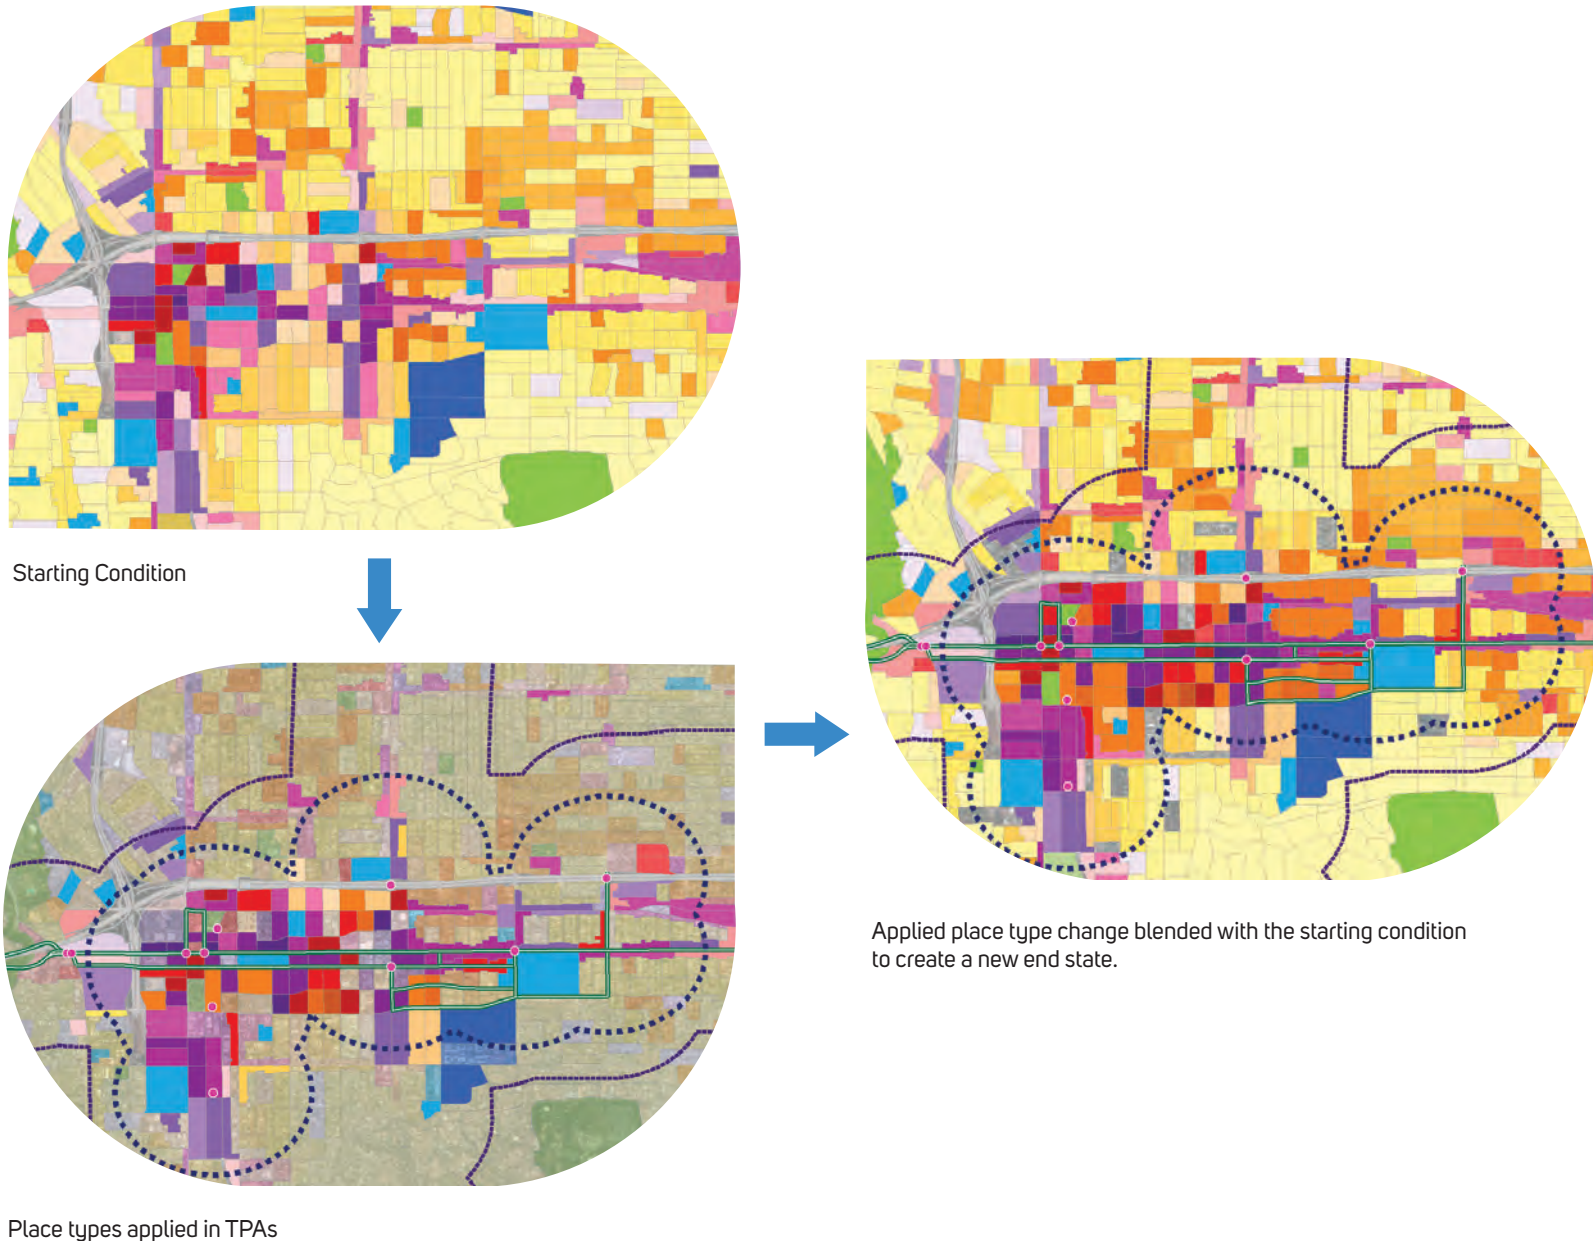 Starting Condition
Applied place type change blended with the starting condition
to create a new end state.
Place types applied in TPAs